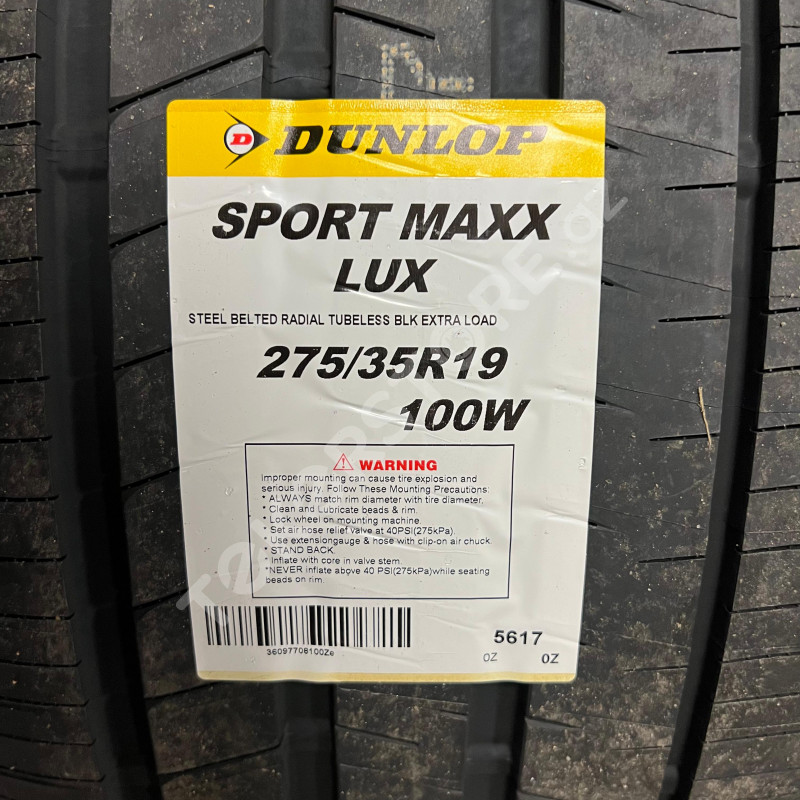 D DUNLOP
SPORT MAXX
LUX
STEEL BELTED RADIAL TUBELESS BLK EXTRA LOAD
275/35R19
100W
WARNING
Improper mounting can cause tire explosion and
serious injury. Follow These Mounting Precautions:
* ALWAYS match rim diameter with tire diameter.
* Clean and Lubricate beads & rim.
* Lock wheel on mounting machine.
* Set air hose relief valve at 40PSI(275kPa).
* Use extensiongauge & hose with clip-on air chuck.
* STAND BACK
* Inflate with core in valve stem.
*NEVER inflate above 40 PSI(275kPa)while seating
beads on rim.
36097708100Ze
5617
0Z 0Z